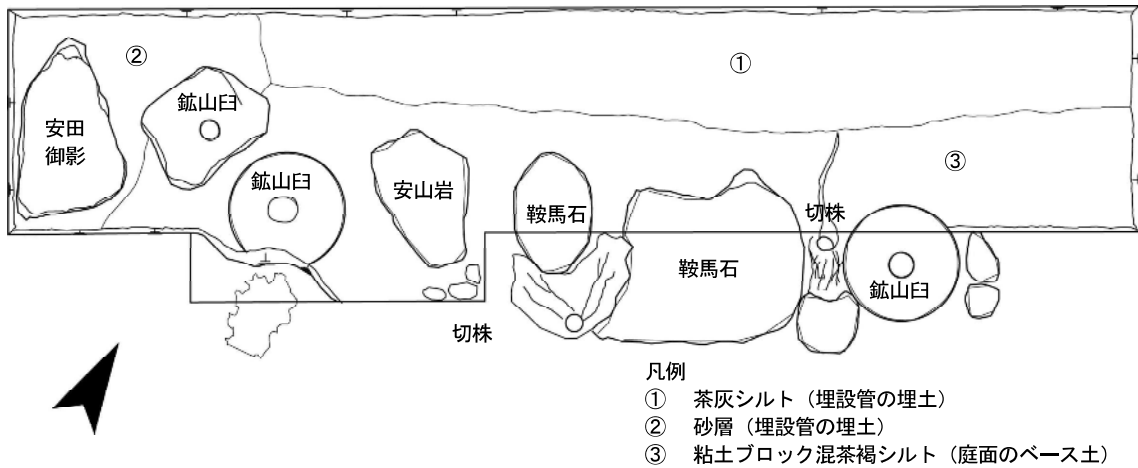 ②
①
鉱山臼
安田
御影
③
鉱山臼
安山岩
鞍馬石
切株
鞍馬石
鉱山臼
切株
凡例
① 茶灰シルト（埋設管の埋土）
② 砂層（埋設管の埋土）
③ 粘土ブロック混茶褐シルト（庭面のベース土）